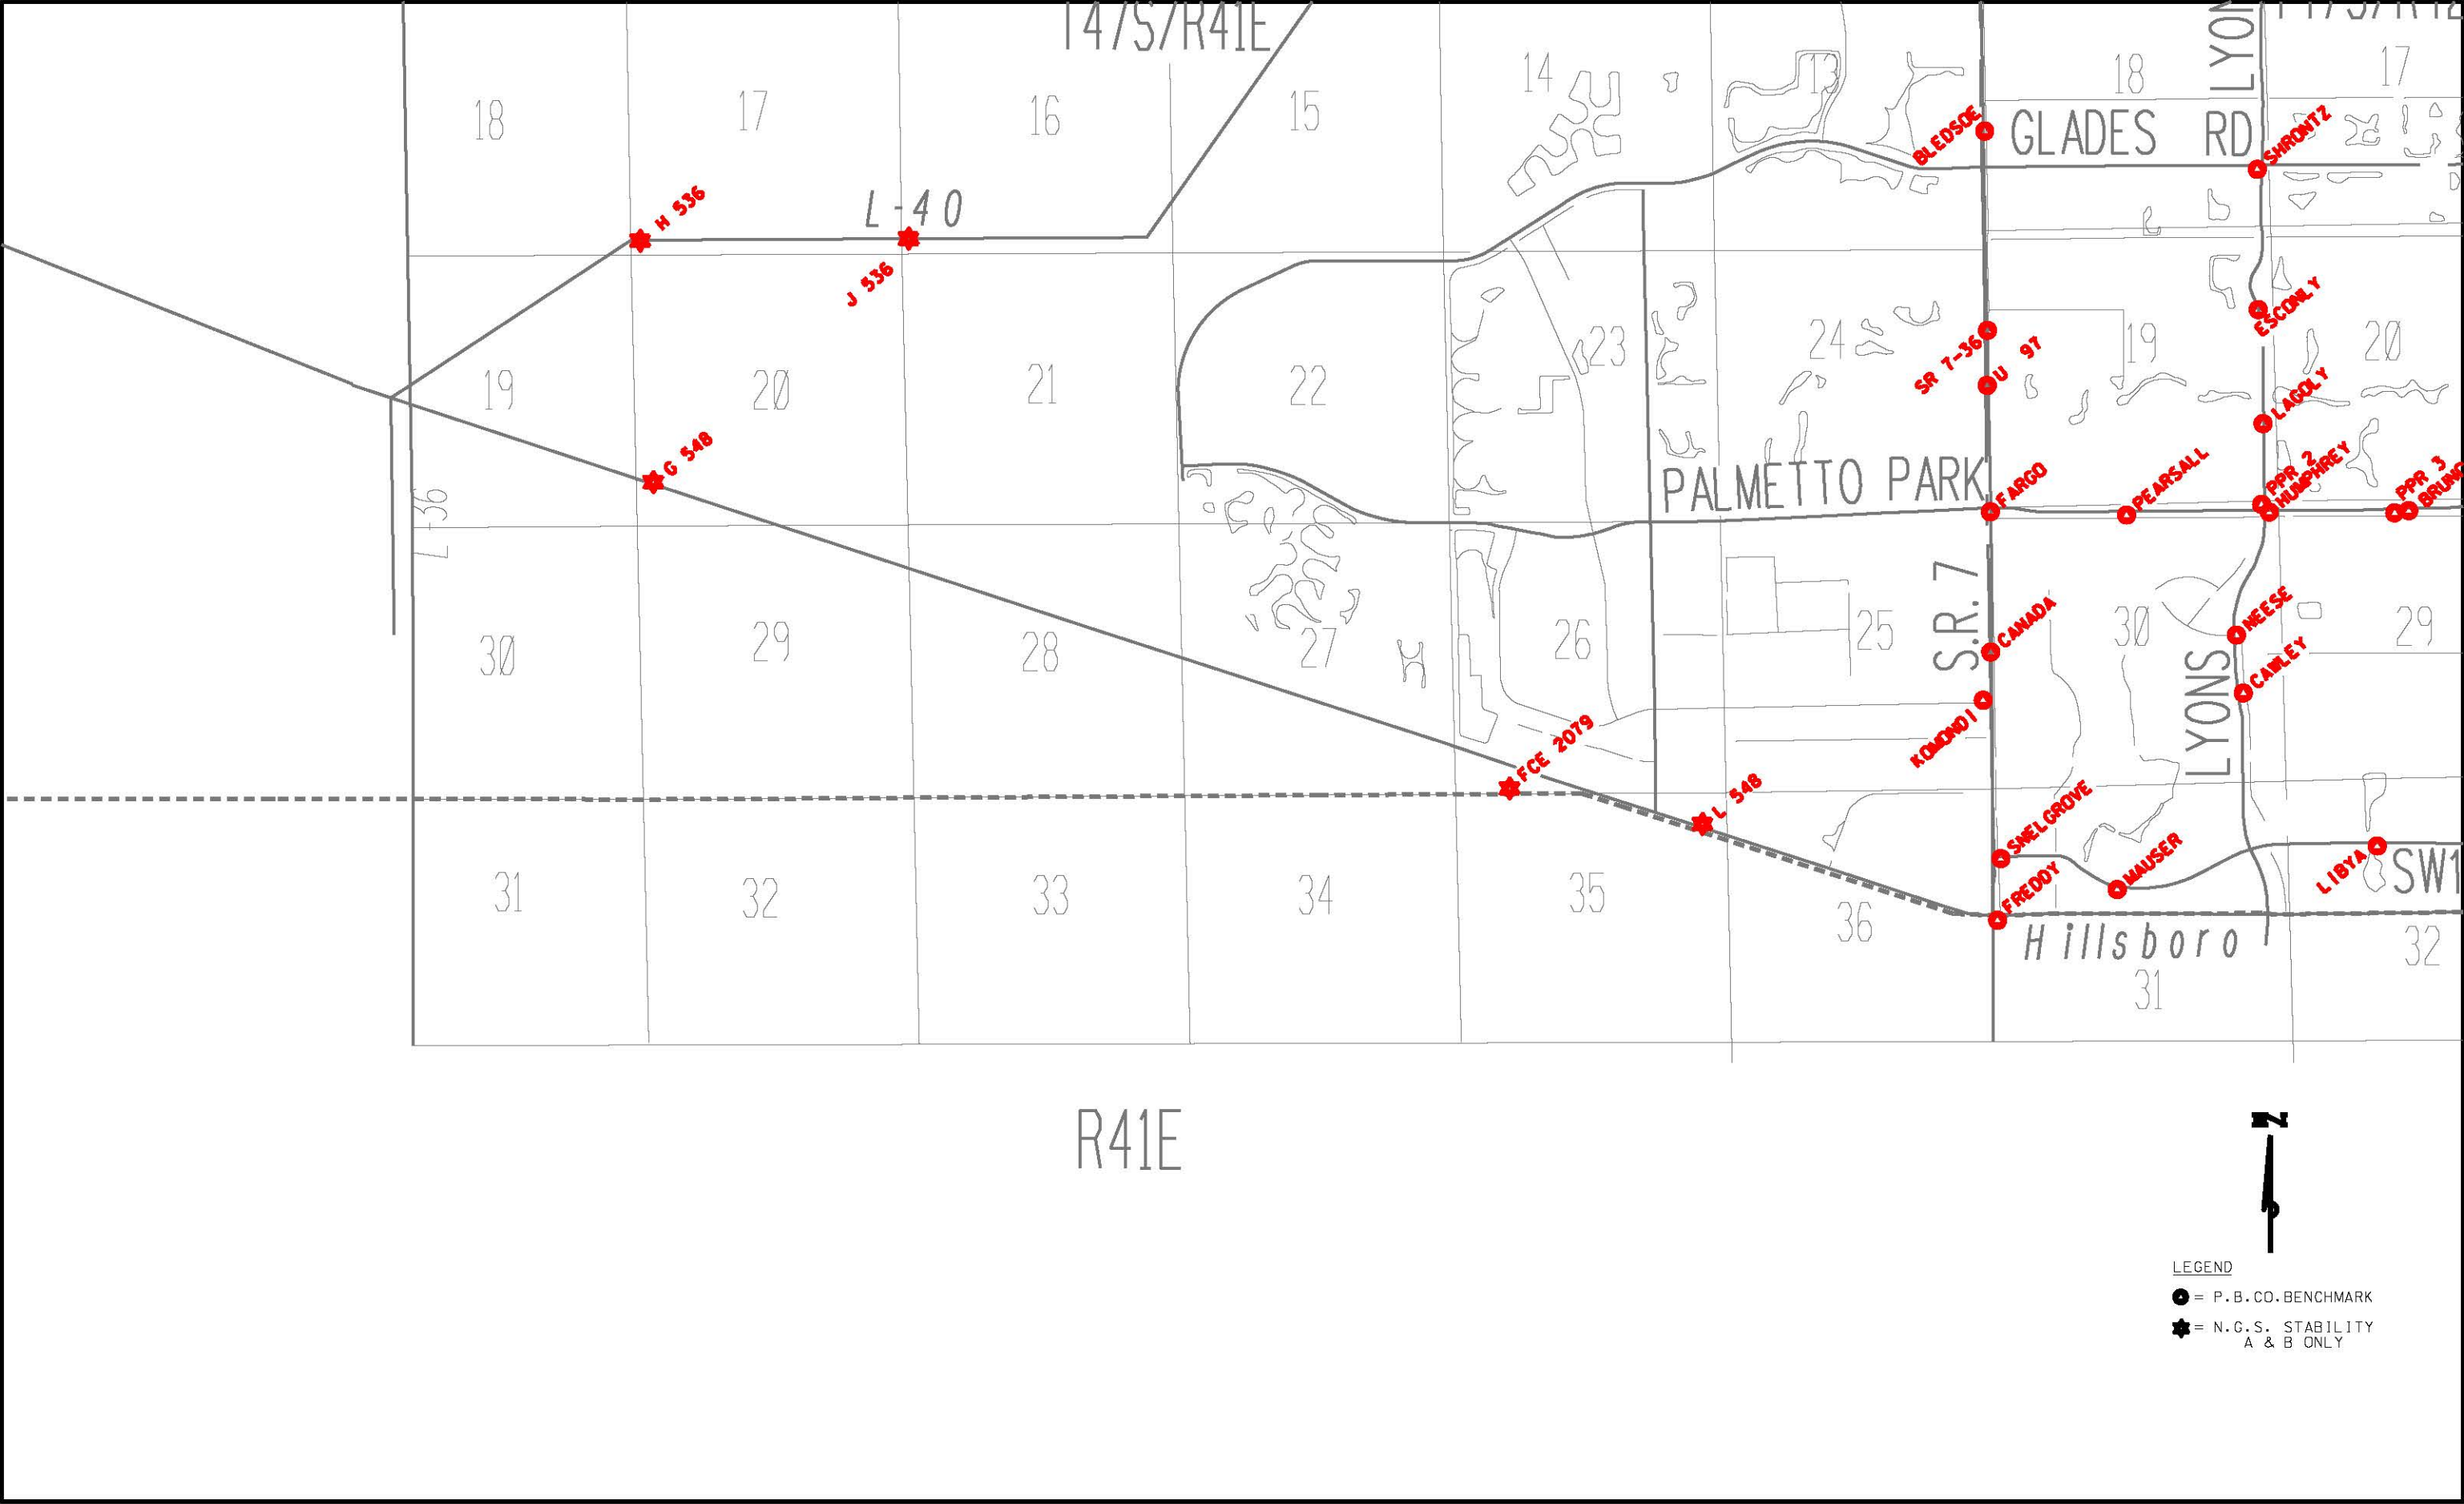 T47S/R41E
LYON
14
13
18
17
18
17
16
15
BLEDSOE
GLADES RD
SHRONTZ
H 536
L-40
J 536
ESCONLY
23
24
19
20
SR 7-36
U 97
19
20
21
22
LAGOLY
G 548
PALMETTO PARK
FARGO
PEARSALL
PPR 2
HUMPHREY
PPR 3
L-36
S.R. 7
CANADA
NEESE
30
29
28
27
26
25
30
29
CAWLEY
LYONS
KOMONDI
FCE 2079
L 548
SNELGROVE
MAUSER
LIBYA
SW1
FREDDY
31
32
33
34
35
36
Hillsboro
32
31
R41E
N
LEGEND
= P.B.CO.BENCHMARK
= N.G.S. STABILITY
A & B ONLY